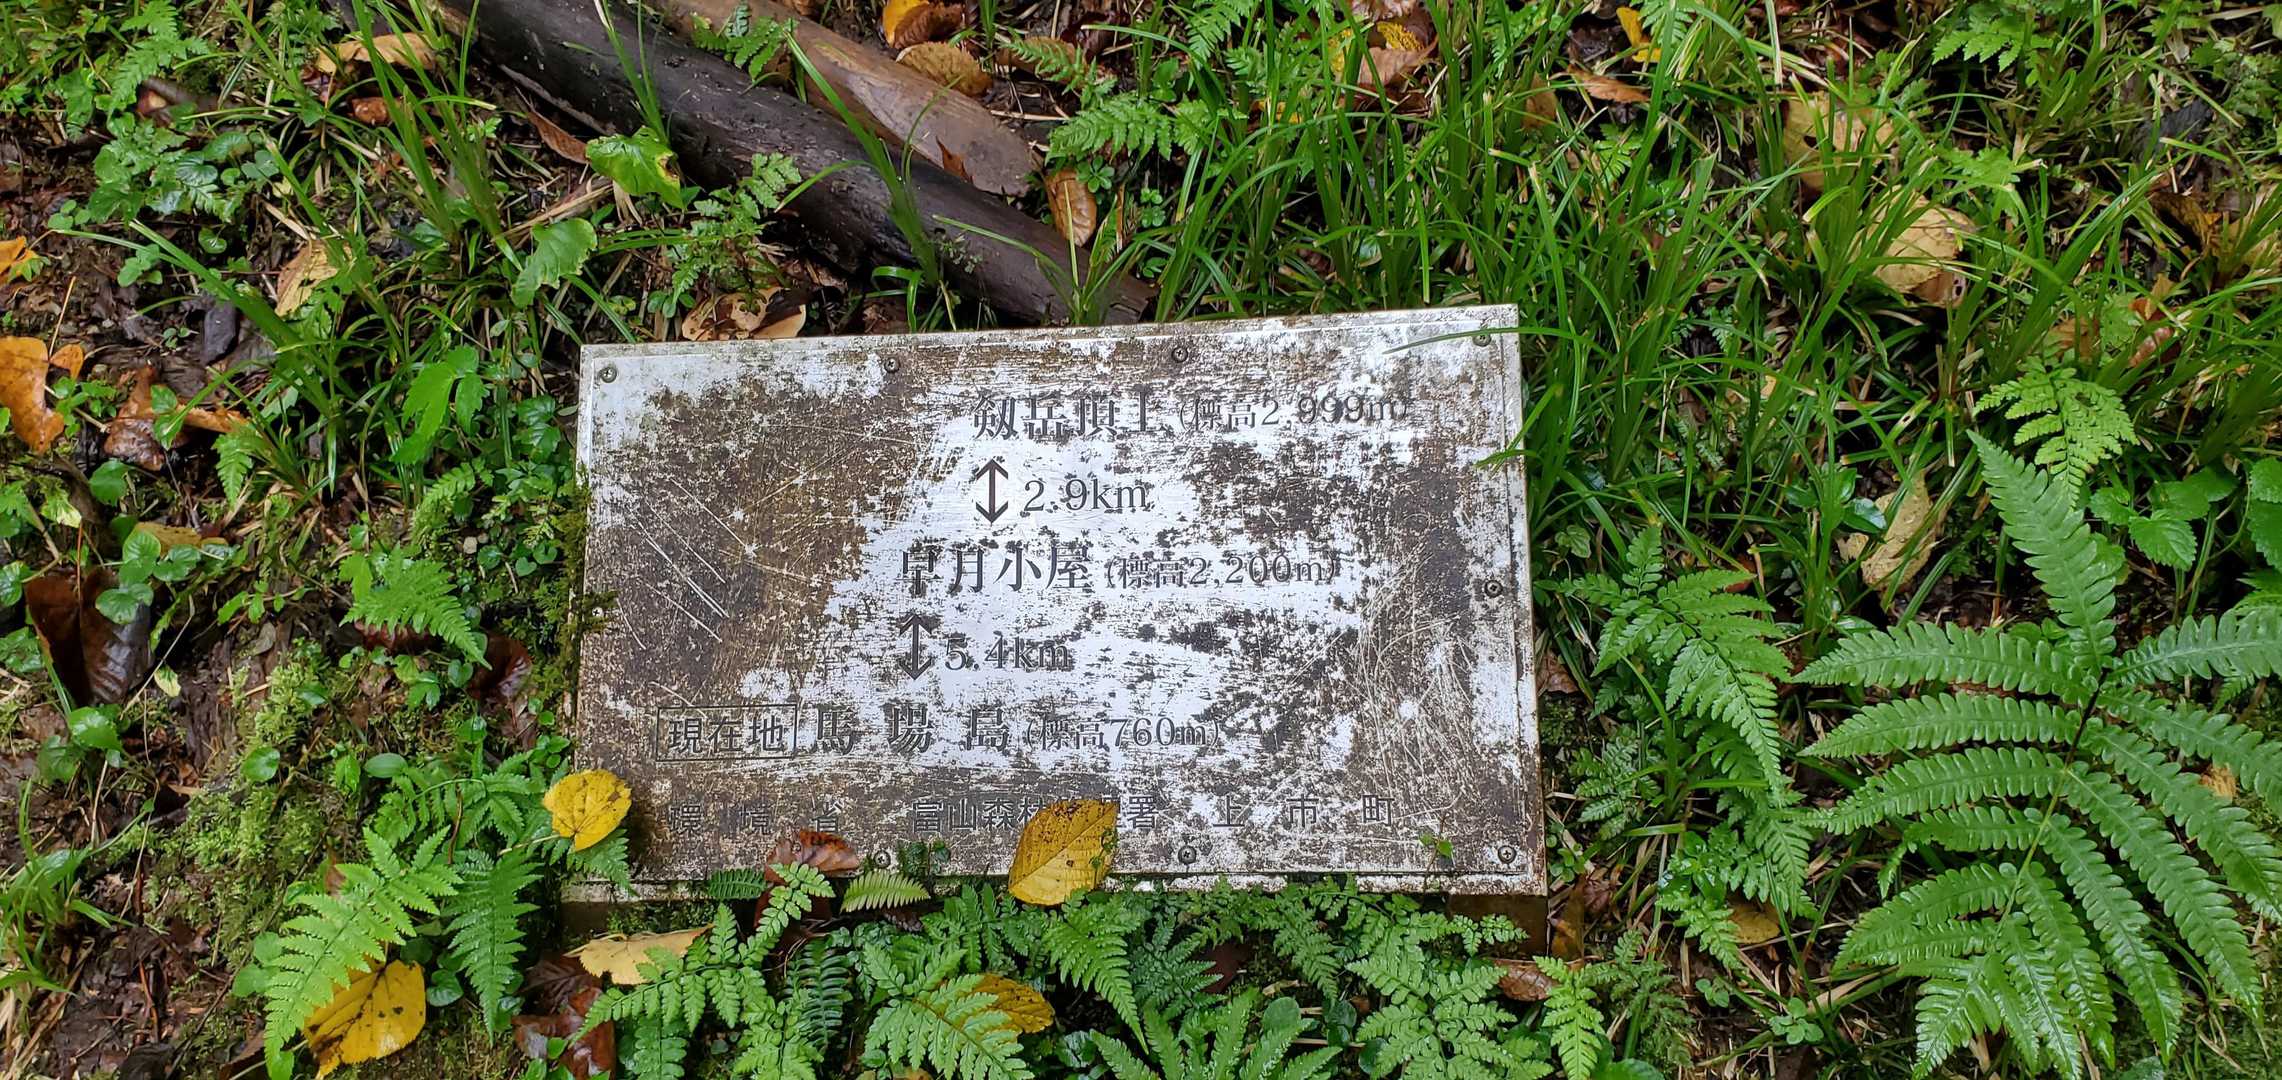 剱岳頂上(標高2,999m)
2.9km
早月小屋(標高2,200m)
5.4km
現在地 馬場島(標高760m)
環境省 富山森林 署 上市町